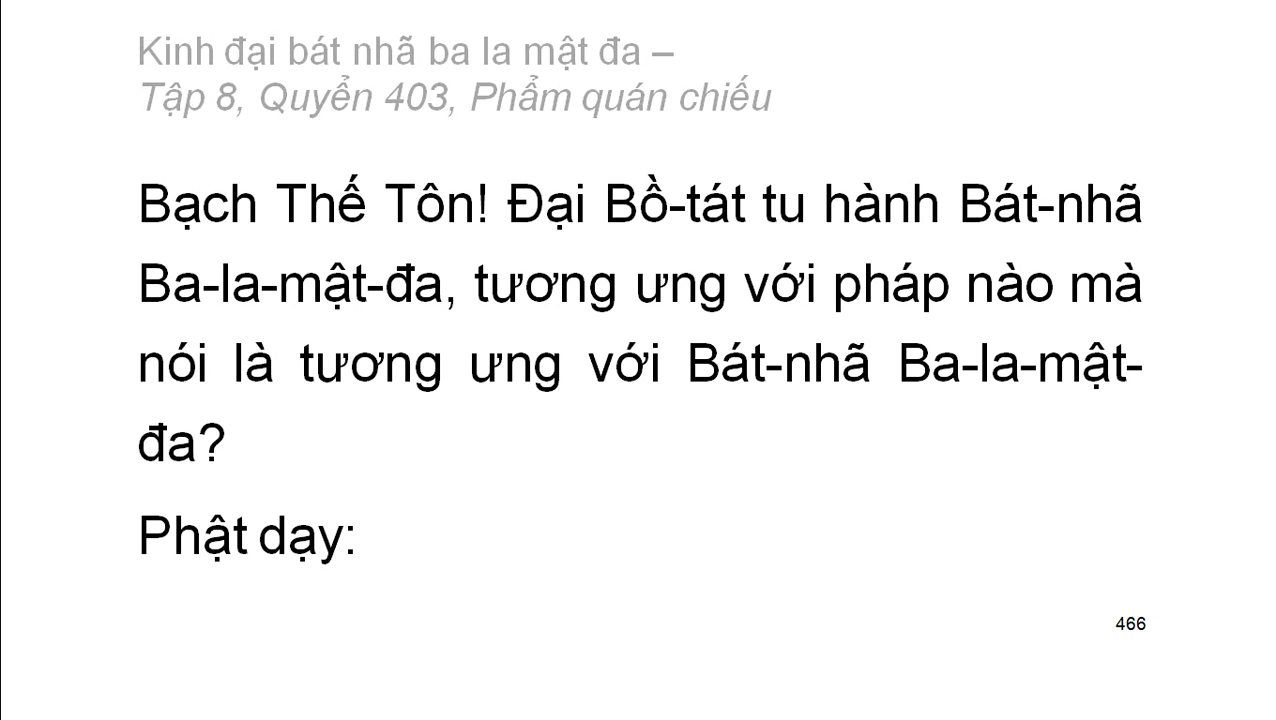 Kinh đại bát nhã ba la mật đa –
Tập 8, Quyển 403, Phẩm quán chiếu
Bạch Thế Tôn! Đại Bồ-tát tu hành Bát-nhã
Ba-la-mật-đa, tương ưng với pháp nào mà
nói là tương ưng với Bát-nhã Ba-la-mật-
đa?
Phật dạy:
466